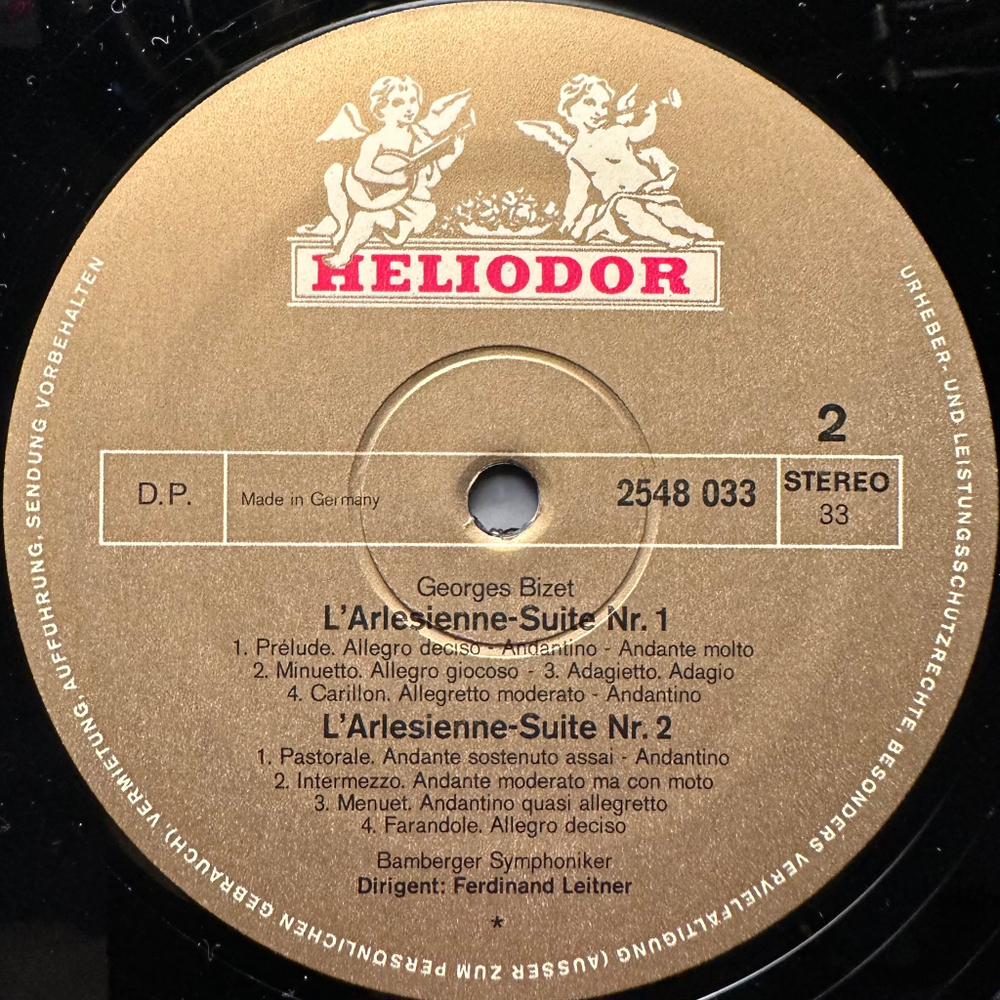 HELIODOR
2
D.P.
Made in Germany
2548 033
STEREO
33
Georges Bizet
L'Arlesienne-Suite Nr. 1
1. Prélude. Allegro deciso - Andantino - Andante molto
2. Minuetto. Allegro giocoso - 3. Adagietto. Adagio
4. Carillon. Allegretto moderato - Andantino
L'Arlesienne-Suite Nr. 2
1. Pastorale. Andante sostenuto assai - Andantino
2. Intermezzo. Andante moderato ma con moto
3. Menuet. Andantino quasi allegretto
4. Farandole. Allegro deciso
Bamberger Symphoniker
Dirigent: Ferdinand Leitner
*
URHEBER- UND LEISTUNGSSCHUTZRECHTE, BESONDERS VERVIELFÄLTIGUNG (AUSSER ZUM PERSÖNLICHEN GEBRAUCH), VERMIETUNG, AUFFÜHRUNG, SENDUNG VORBEHALTEN